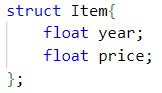 struct Item{
    float year;
    float price;
};